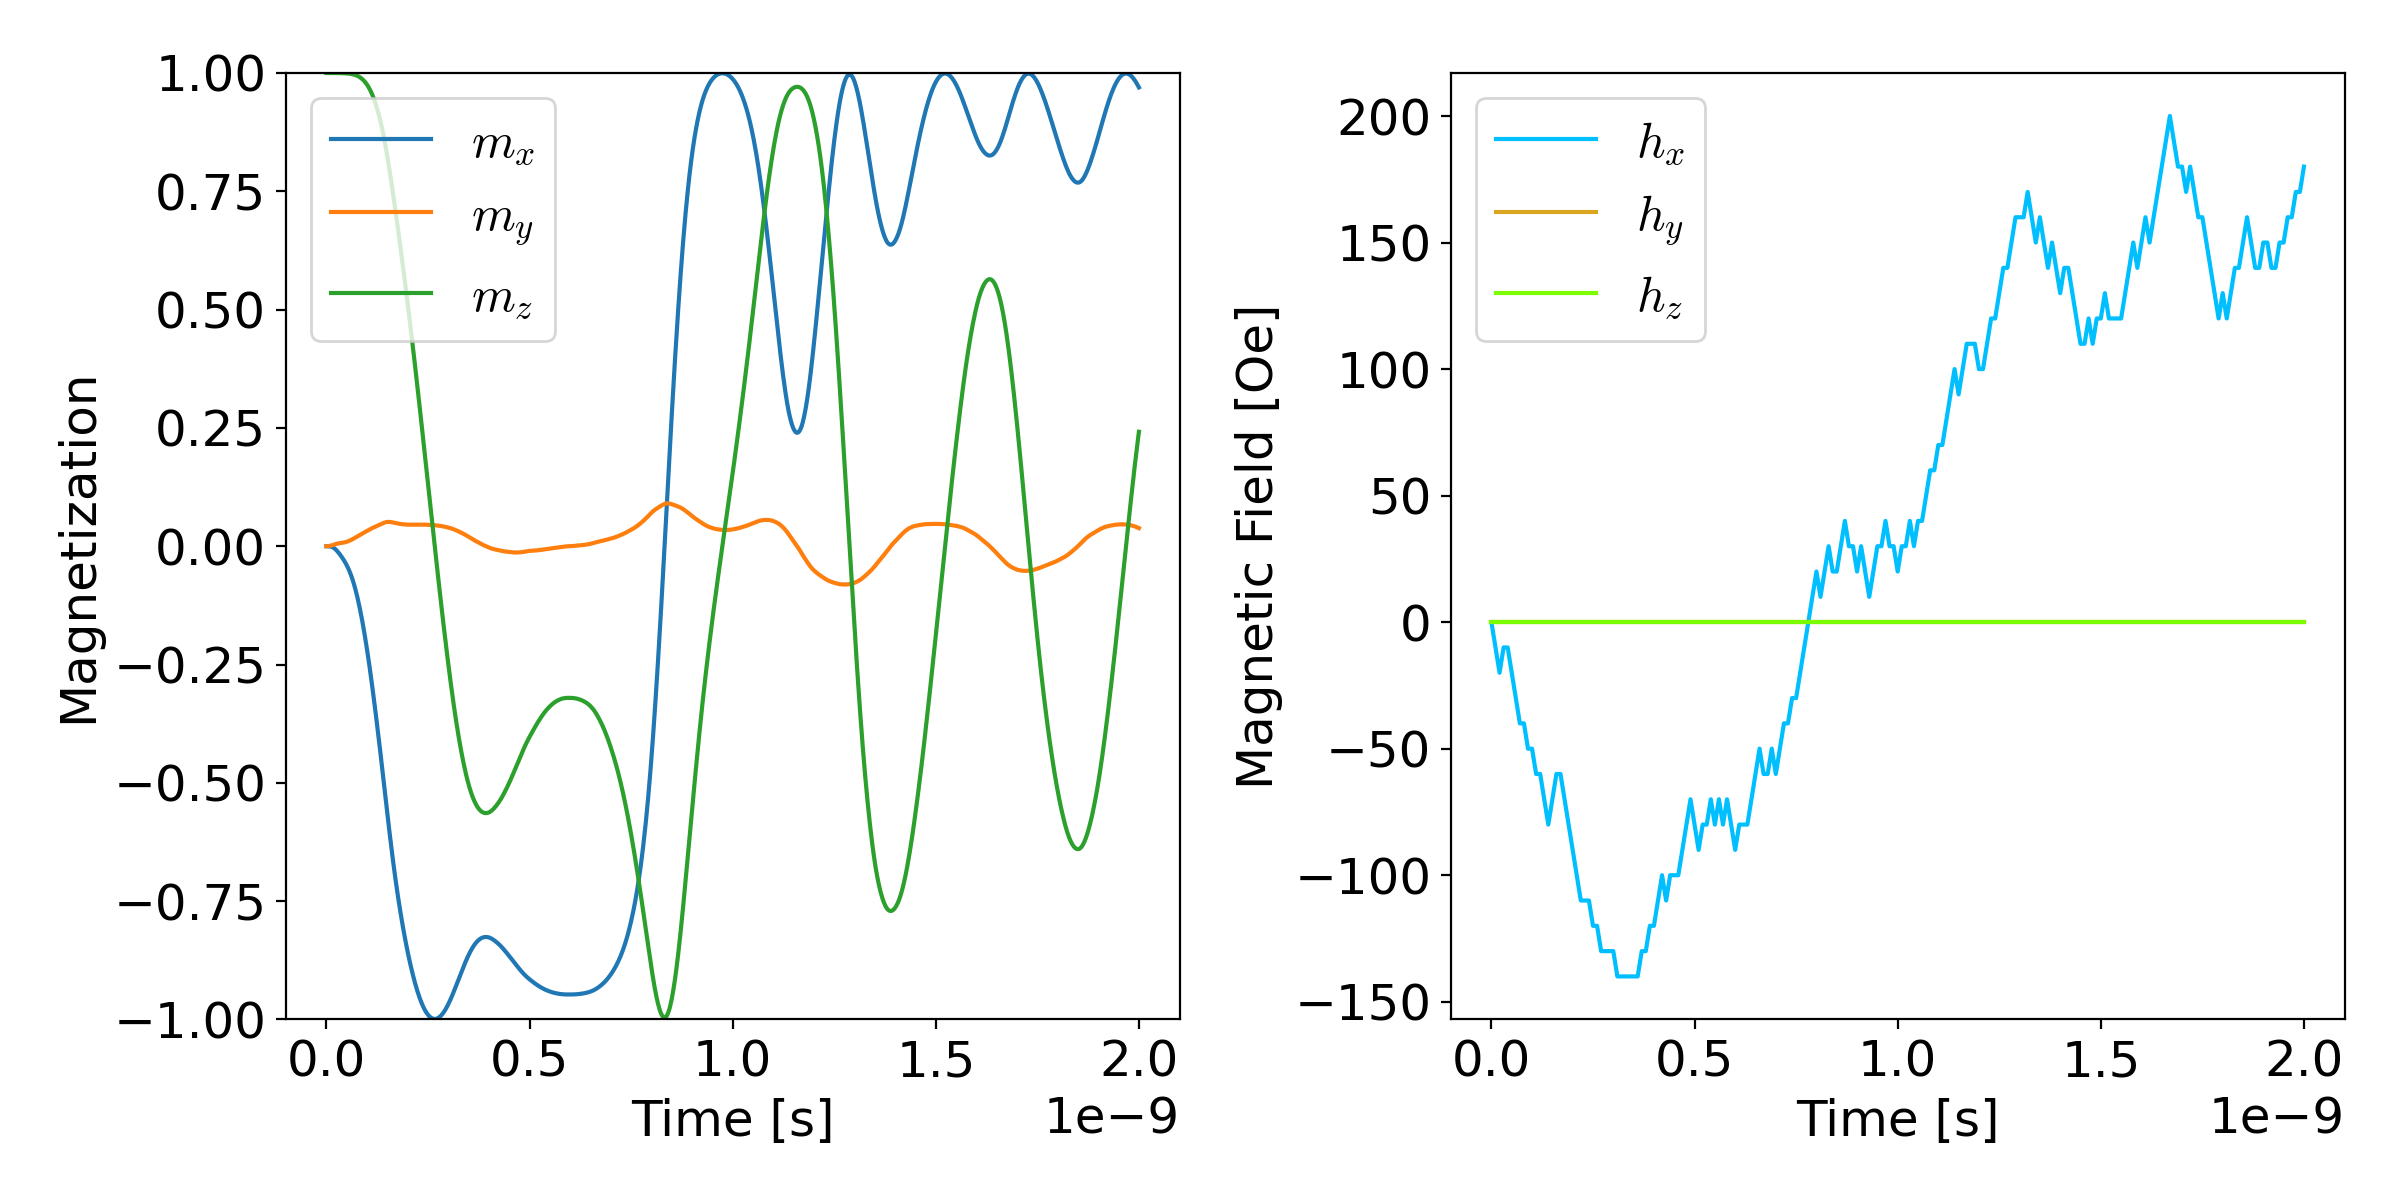 Magnetization
1.00
0.75
0.50
0.25
0.00
−0.25
−0.50
−0.75
−1.00
m_x
m_y
m_z
0.0 0.5 1.0 1.5 2.0
Time [s]
1e−9
Magnetic Field [Oe]
200
150
100
50
0
−50
−100
−150
h_x
h_y
h_z
0.0 0.5 1.0 1.5 2.0
Time [s]
1e−9